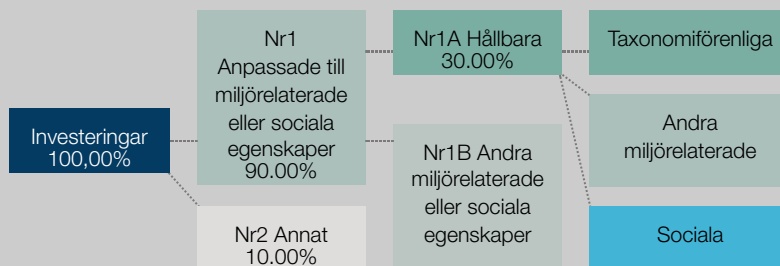 Investeringar
100,00%
Nr1
Anpassade till
miljörelaterade
eller sociala
egenskaper
90.00%
Nr2 Annat
10.00%
Nr1A Hållbara
30.00%
Nr1B Andra
miljörelaterade
eller sociala
egenskaper
Taxonomiförenliga
Andra
miljörelaterade
Sociala